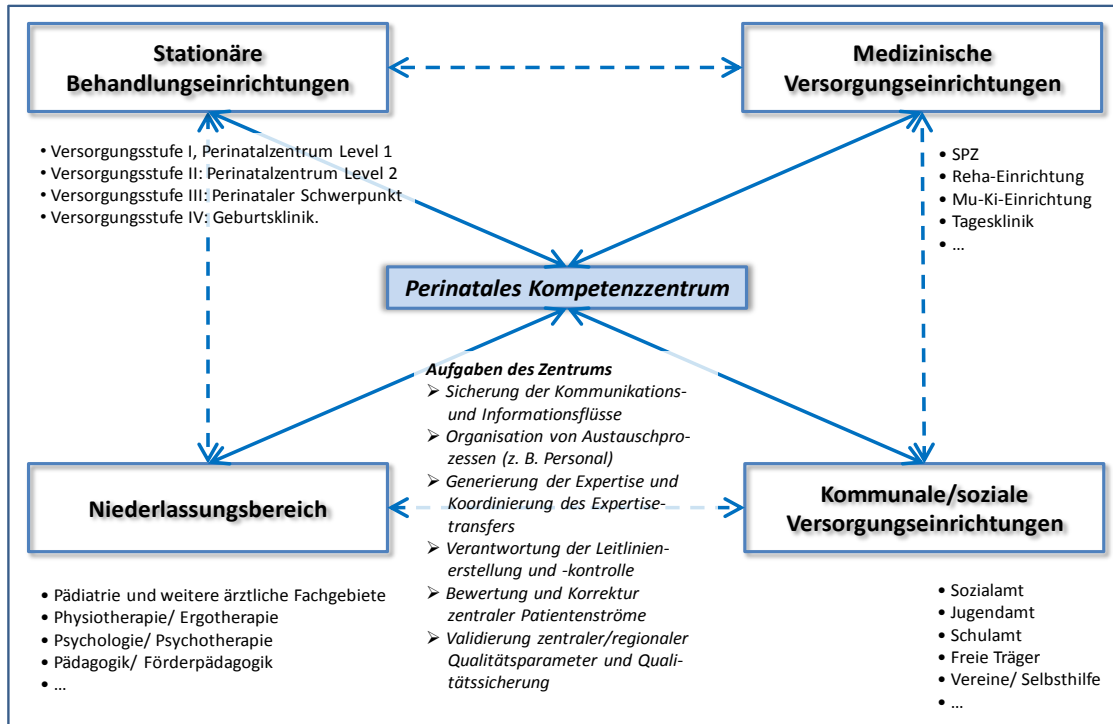 Stationäre
Behandlungseinrichtungen
Medizinische
Versorgungseinrichtungen
• Versorgungsstufe I, Perinatalzentrum Level 1
• Versorgungsstufe II: Perinatalzentrum Level 2
• Versorgungsstufe III: Perinataler Schwerpunkt
• Versorgungsstufe IV: Geburtsklinik.
• SPZ
• Reha-Einrichtung
• Mu-Ki-Einrichtung
• Tagesklinik
• ...
Perinatales Kompetenzzentrum
Aufgaben des Zentrums
➢ Sicherung der Kommunikations-
und Informationsflüsse
➢ Organisation von Austauschpro-
zessen (z. B. Personal)
➢ Generierung der Expertise und
Koordinierung des Expertise-
transfers
➢ Verantwortung der Leitlinien-
erstellung und -kontrolle
➢ Bewertung und Korrektur
zentraler Patientenströme
➢ Validierung zentraler/regionaler
Qualitätsparameter und Quali-
tätssicherung
Niederlassungsbereich
Kommunale/soziale
Versorgungseinrichtungen
• Pädiatrie und weitere ärztliche Fachgebiete
• Physiotherapie/ Ergotherapie
• Psychologie/ Psychotherapie
• Pädagogik/ Förderpädagogik
• ...
• Sozialamt
• Jugendamt
• Schulamt
• Freie Träger
• Vereine/ Selbsthilfe
• ...